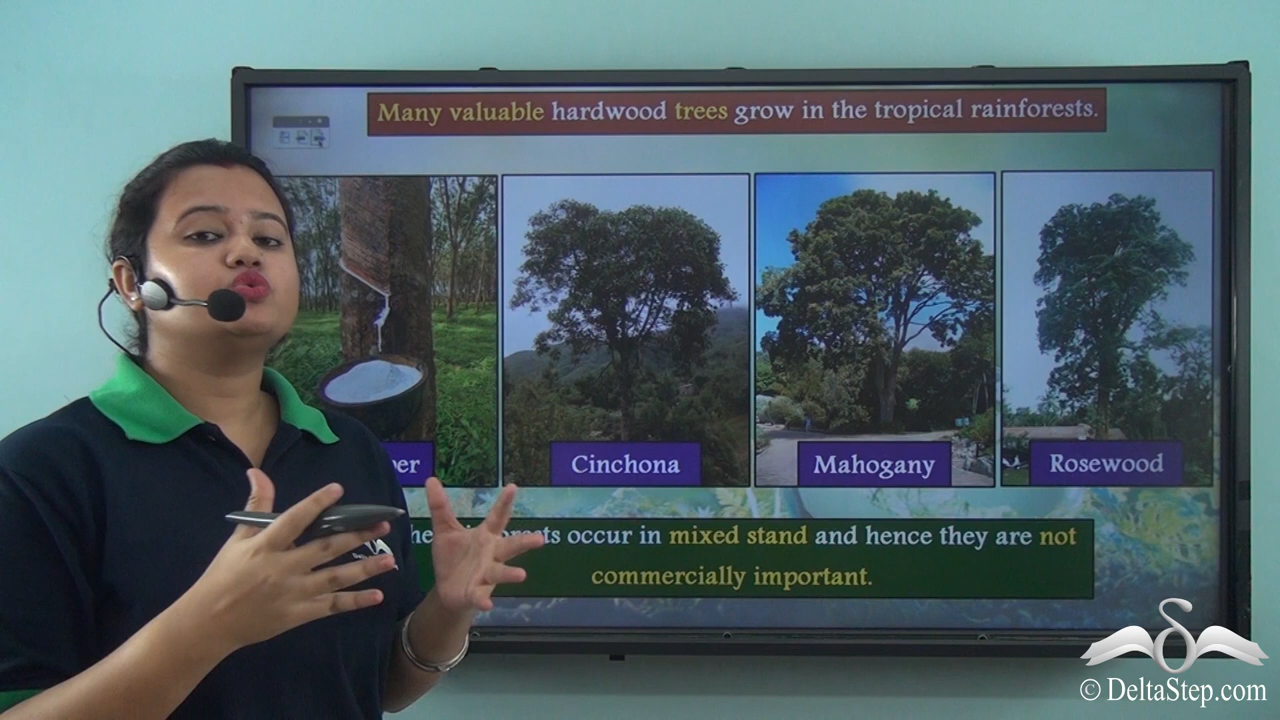 Many valuable hardwood trees grow in the tropical rainforests.
Cinchona
Mahogany
Rosewood
occur in mixed stand and hence they are not
commercially important.
© DeltaStep.com